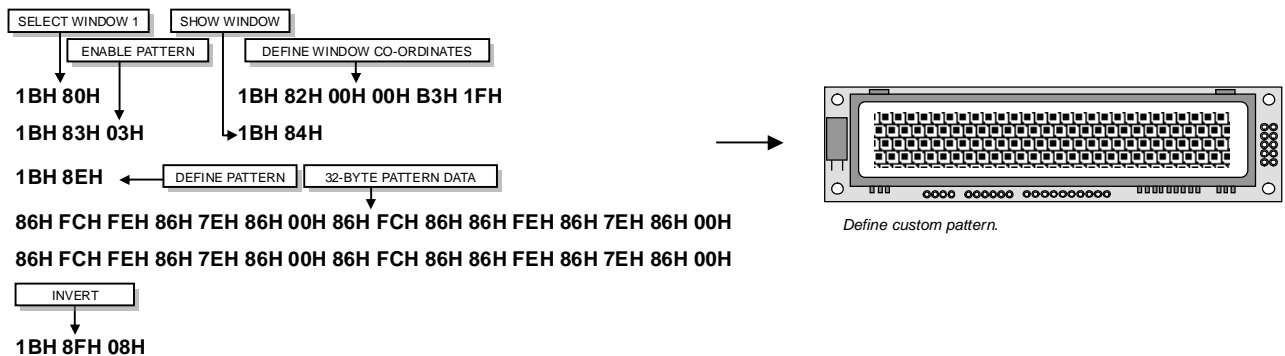 SELECT WINDOW 1 SHOW WINDOW
ENABLE PATTERN DEFINE WINDOW CO-ORDINATES
1BH 80H 1BH 82H 00H 00H B3H 1FH
1BH 83H 03H 1BH 84H
1BH 8EH DEFINE PATTERN 32-BYTE PATTERN DATA
86H FCH FEH 86H 7EH 86H 00H 86H FCH 86H 86H FEH 86H 7EH 86H 00H
86H FCH FEH 86H 7EH 86H 00H 86H FCH 86H 86H FEH 86H 7EH 86H 00H
INVERT
1BH 8FH 08H
Define custom pattern.